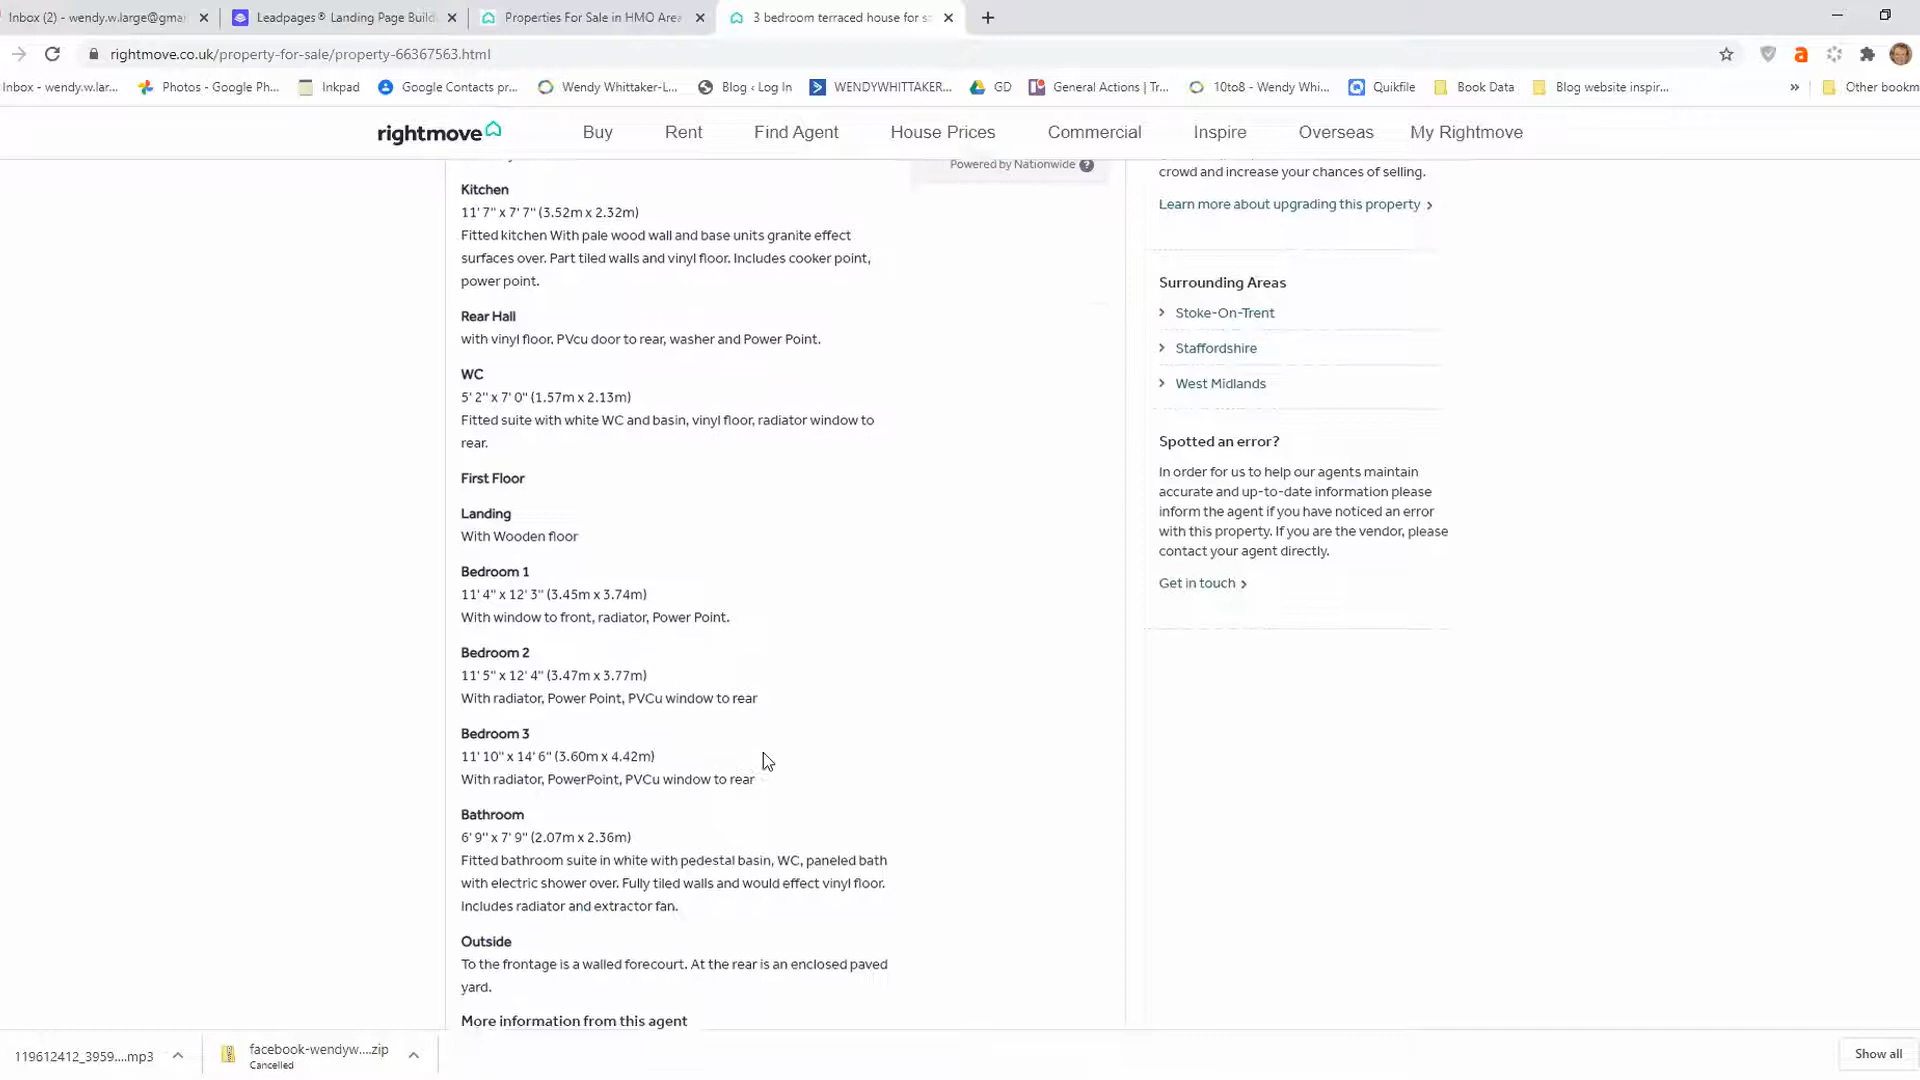 Inbox (2) - wendy.w.large@gmai
Leadpages® Landing Page Build
Properties For Sale in HMO Area
3 bedroom terraced house for s
rightmove.co.uk/property-for-sale/property-66367563.html
Inbox - wendy.w.lar...
Photos - Google Ph...
Inkpad
Google Contacts pr...
Wendy Whittaker-L...
Blog ‹ Log In
WENDYWHITTAKER...
GD
General Actions | Tr...
10to8 - Wendy Whi...
Quikfile
Book Data
Blog website inspir...
»
Other bookm
rightmove
Buy
Rent
Find Agent
House Prices
Commercial
Inspire
Overseas
My Rightmove
Powered by Nationwide ?
Kitchen
11' 7" x 7' 7" (3.52m x 2.32m)
Fitted kitchen With pale wood wall and base units granite effect
surfaces over. Part tiled walls and vinyl floor. Includes cooker point,
power point.
Rear Hall
with vinyl floor. PVcu door to rear, washer and Power Point.
WC
5' 2" x 7' 0" (1.57m x 2.13m)
Fitted suite with white WC and basin, vinyl floor, radiator window to
rear.
First Floor
Landing
With Wooden floor
Bedroom 1
11' 4" x 12' 3" (3.45m x 3.74m)
With window to front, radiator, Power Point.
Bedroom 2
11' 5" x 12' 4" (3.47m x 3.77m)
With radiator, Power Point, PVCu window to rear
Bedroom 3
11' 10" x 14' 6" (3.60m x 4.42m)
With radiator, PowerPoint, PVCu window to rear
Bathroom
6' 9" x 7' 9" (2.07m x 2.36m)
Fitted bathroom suite in white with pedestal basin, WC, paneled bath
with electric shower over. Fully tiled walls and would effect vinyl floor.
Includes radiator and extractor fan.
Outside
To the frontage is a walled forecourt. At the rear is an enclosed paved
yard.
More information from this agent
crowd and increase your chances of selling.
Learn more about upgrading this property
Surrounding Areas
Stoke-On-Trent
Staffordshire
West Midlands
Spotted an error?
In order for us to help our agents maintain
accurate and up-to-date information please
inform the agent if you have noticed an error
with this property. If you are the vendor, please
contact your agent directly.
Get in touch
119612412_3959....mp3
facebook-wendyw....zip
Cancelled
Show all